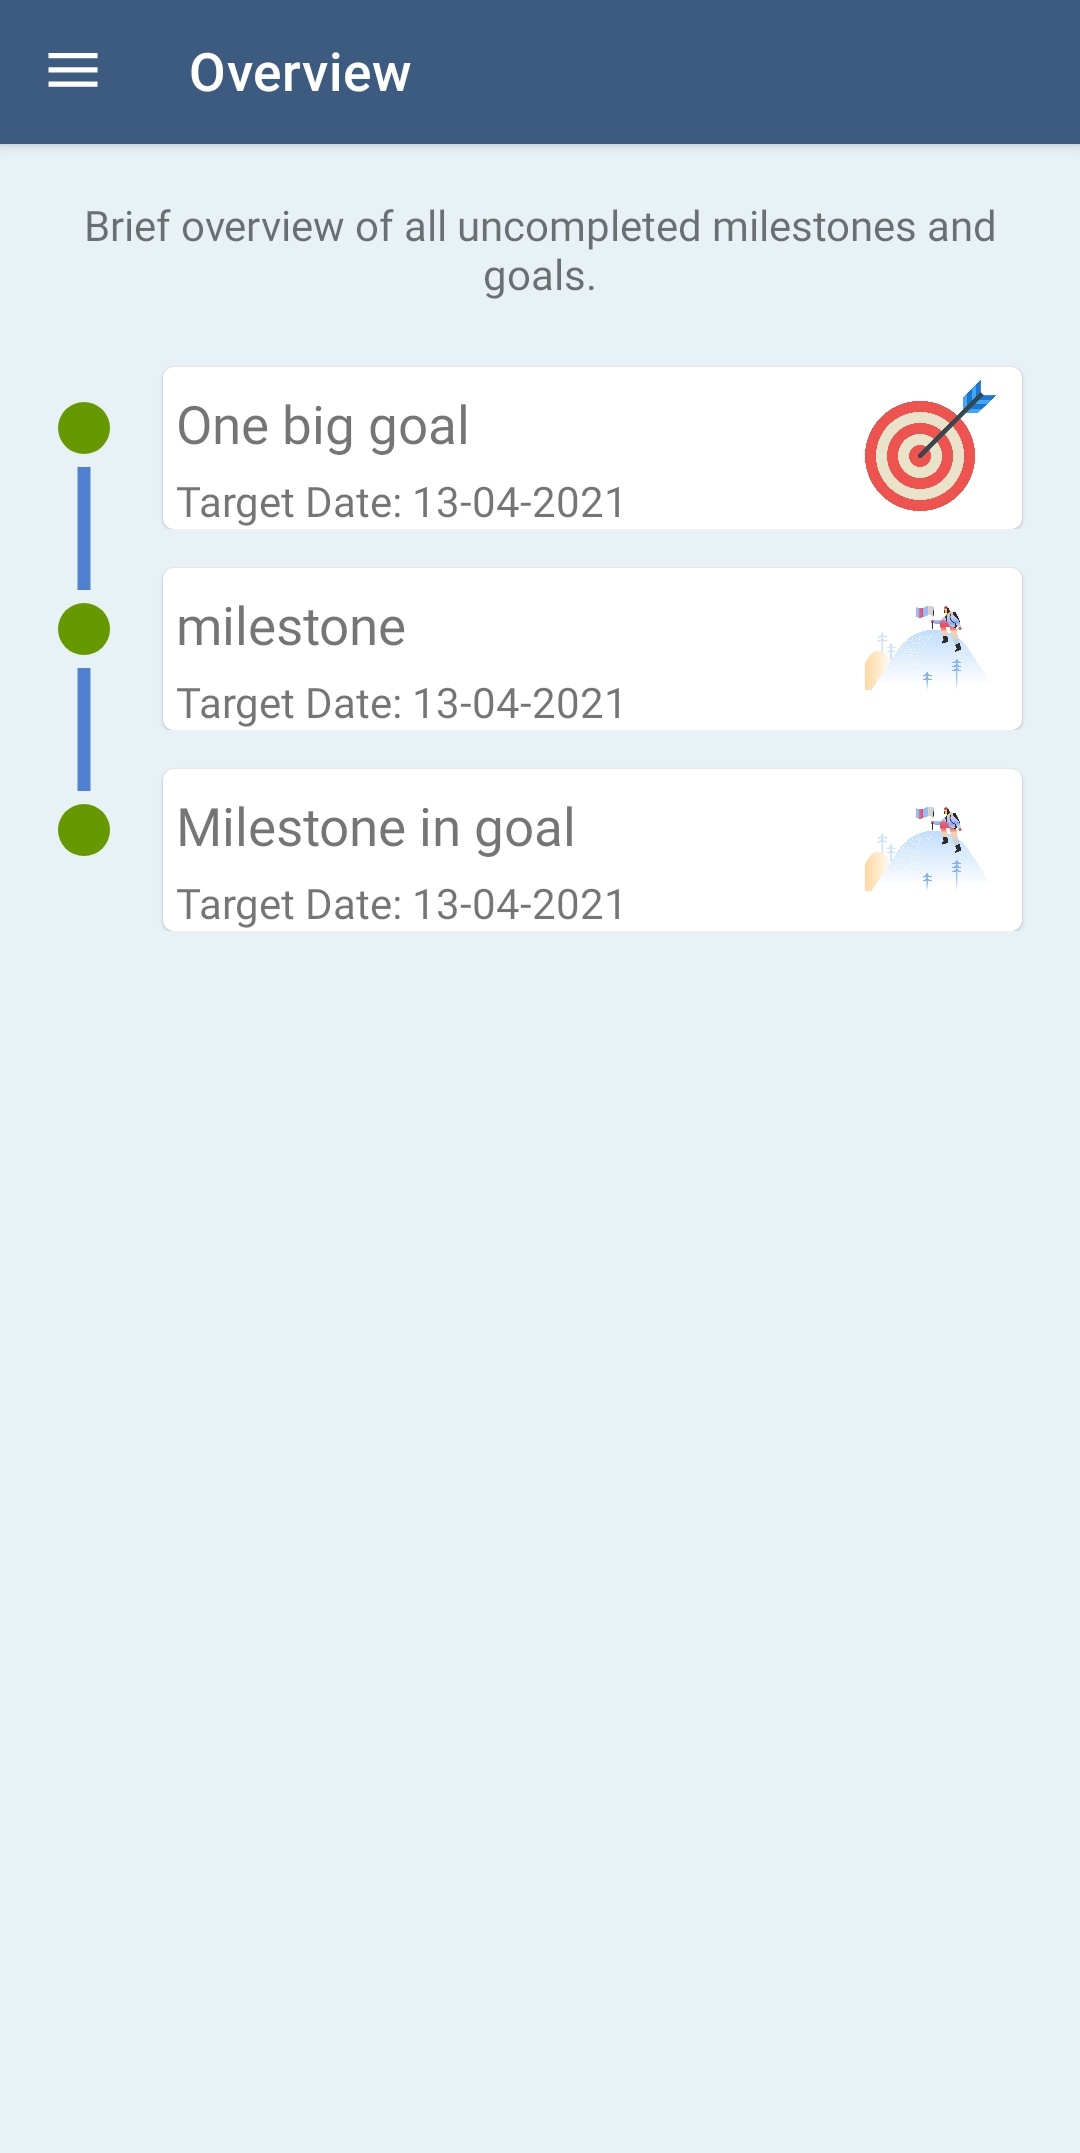 Overview
Brief overview of all uncompleted milestones and
goals.
One big goal
Target Date: 13-04-2021
milestone
Target Date: 13-04-2021
Milestone in goal
Target Date: 13-04-2021